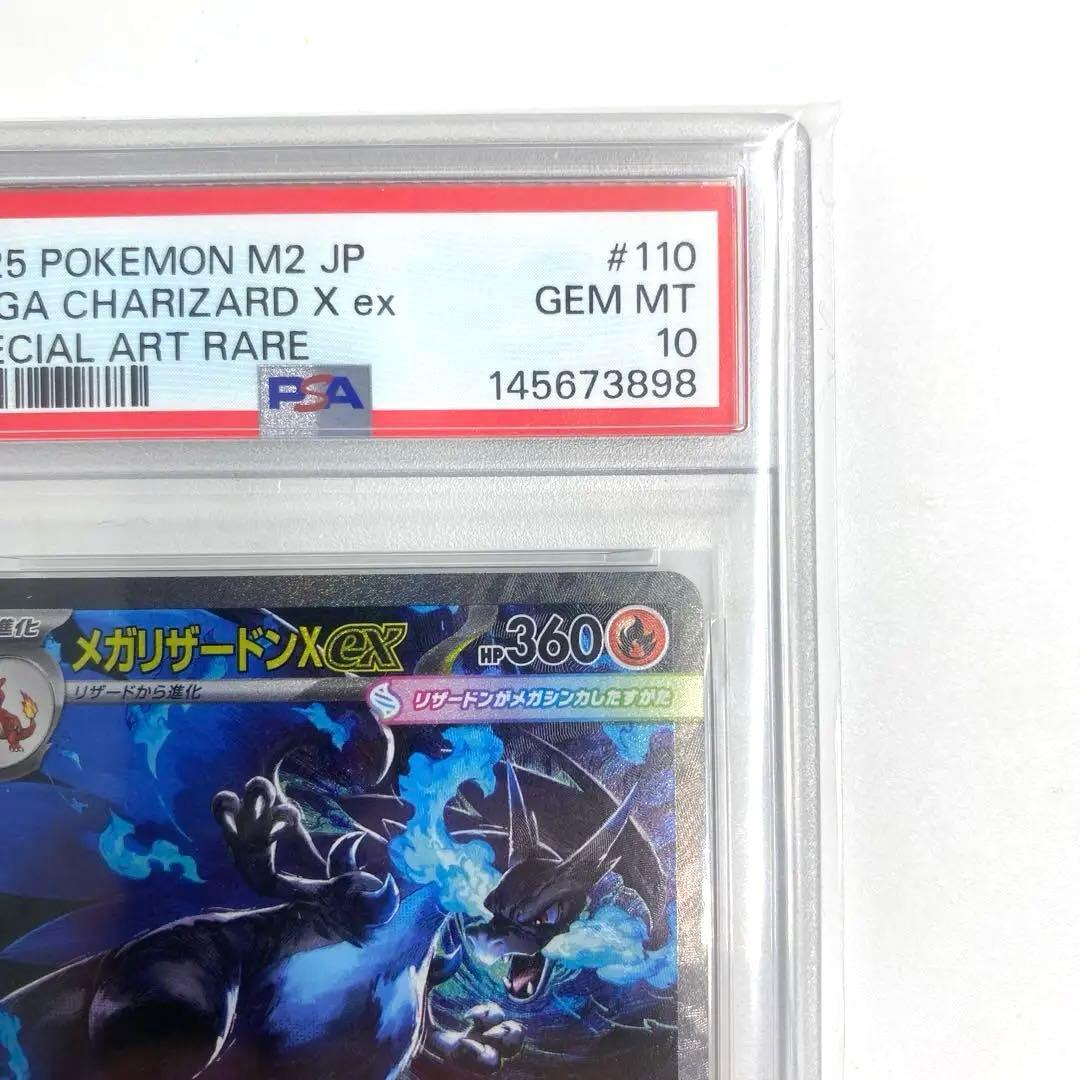 25 POKEMON M2 JP #110
GA CHARIZARD X ex GEM MT
ECIAL ART RARE 10
PSA 145673898
進化
メガリザードンXex HP360
リザードから進化
リザードンがメガシンカしたすがた